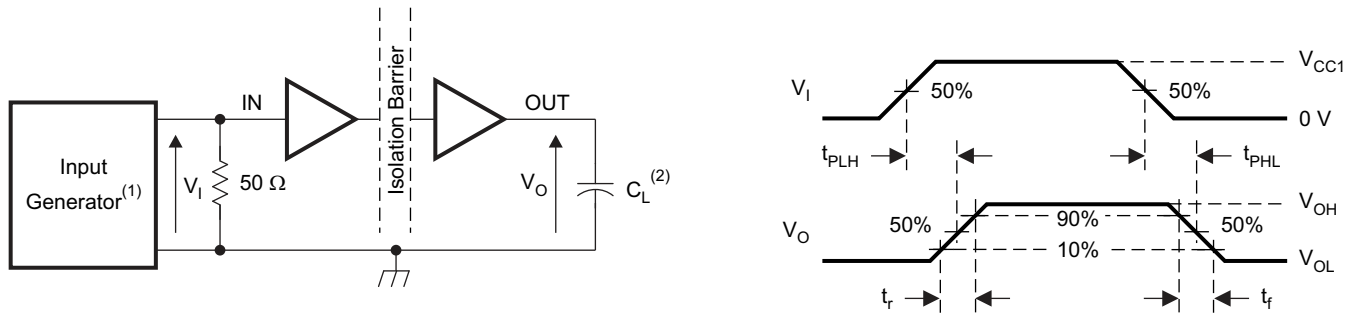 Input
Generator(1)
VI
50 Ω
IN
Isolation Barrier
OUT
VO
CL(2)
VI
50%
50%
VCC1
0 V
tPLH
tPHL
VO
50%
90%
10%
50%
VOH
VOL
tr
tf